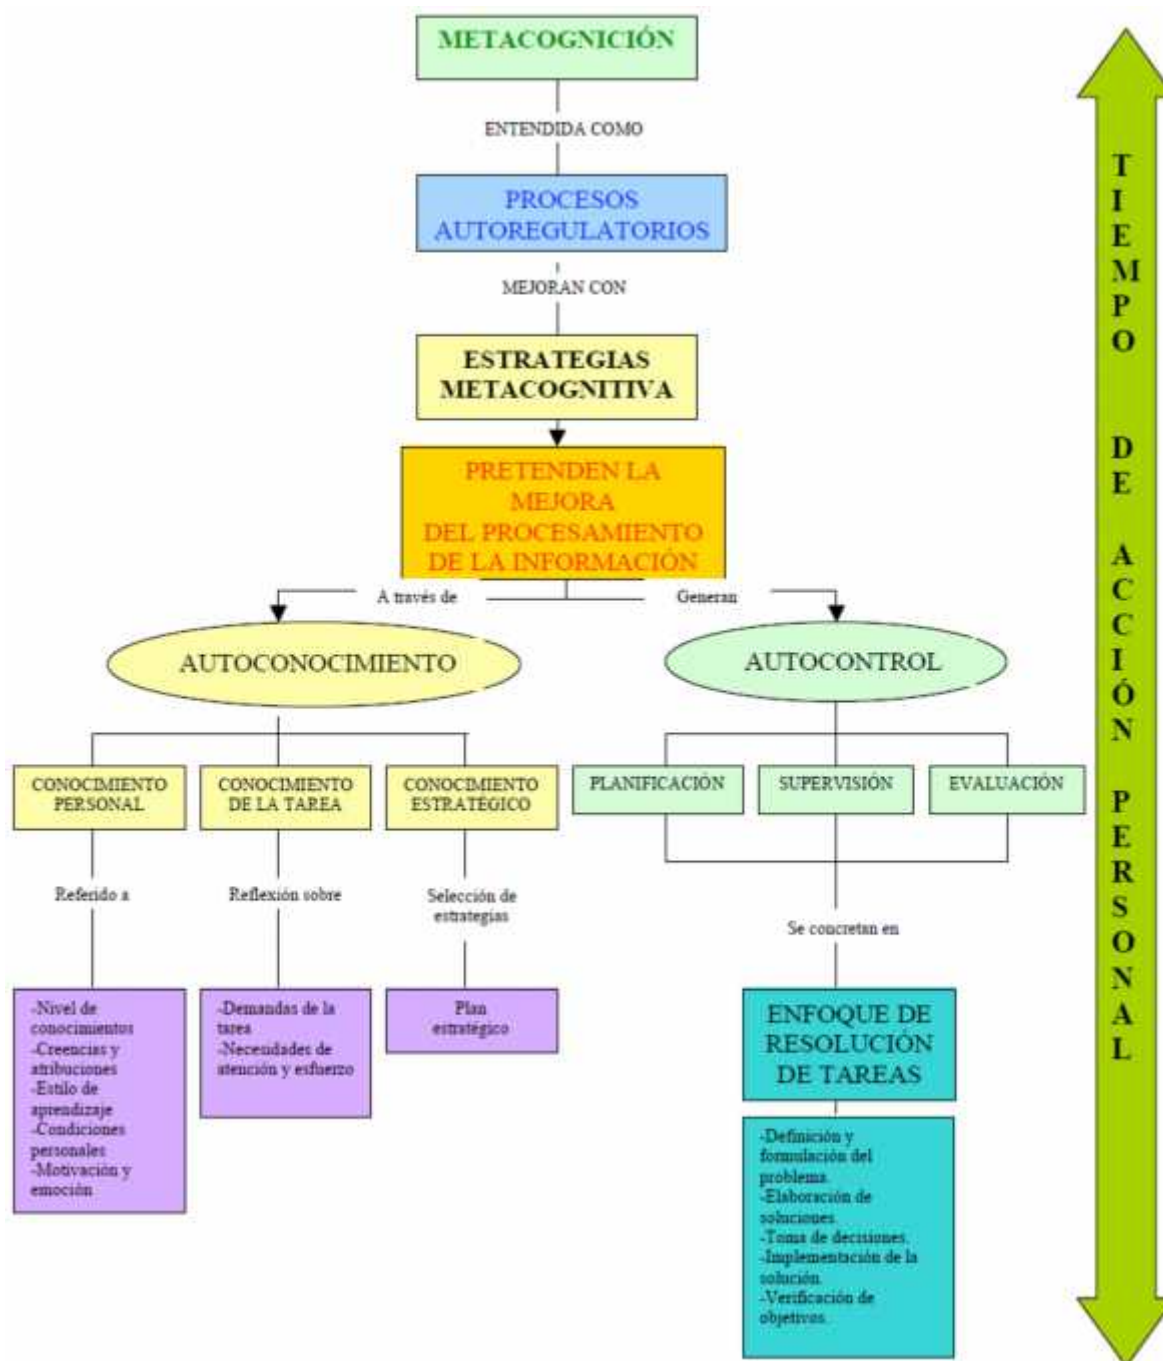 METACOGNICIÓN
ENTENDIDA COMO
PROCESOS
AUTOREGULATORIOS
MEJORAN CON
ESTRATEGIAS
METACOGNITIVA
PRETENDEN LA
MEJORA
DEL PROCESAMIENTO
DE LA INFORMACIÓN
A través de
Generan
AUTOCONOCIMIENTO
AUTOCONTROL
CONOCIMIENTO
PERSONAL
CONOCIMIENTO
DE LA TAREA
CONOCIMIENTO
ESTRATÉGICO
PLANIFICACIÓN
SUPERVISIÓN
EVALUACIÓN
Referido a
Reflexión sobre
Selección de
estrategias
Se concretan en
-Nivel de
conocimientos
-Creencias y
atribuciones
-Estilo de
aprendizaje
-Condiciones
personales
-Motivación y
emoción
-Demandas de la
tarea
-Necesidades de
atención y esfuerzo
Plan
estratégico
ENFOQUE DE
RESOLUCIÓN
DE TAREAS
-Definición y
formulación del
problema.
-Elaboración de
soluciones.
-Toma de decisiones.
-Implementación de la
solución.
-Verificación de
objetivos.
TIEMPO DE ACCIÓN PERSONAL